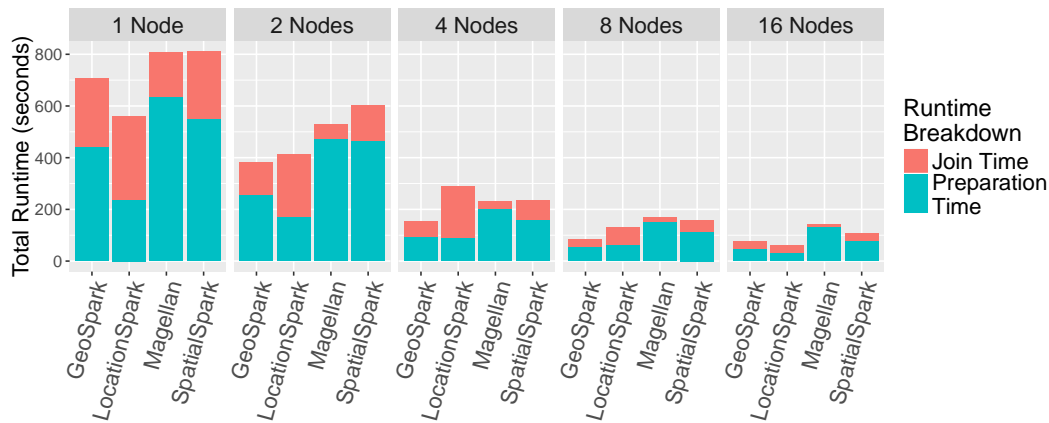 1 Node
2 Nodes
4 Nodes
8 Nodes
16 Nodes
Total Runtime (seconds)
800
600
400
200
0
GeoSpark
LocationSpark
Magellan
SpatialSpark
GeoSpark
LocationSpark
Magellan
SpatialSpark
GeoSpark
LocationSpark
Magellan
SpatialSpark
GeoSpark
LocationSpark
Magellan
SpatialSpark
GeoSpark
LocationSpark
Magellan
SpatialSpark
Runtime
Breakdown
Join Time
Preparation
Time